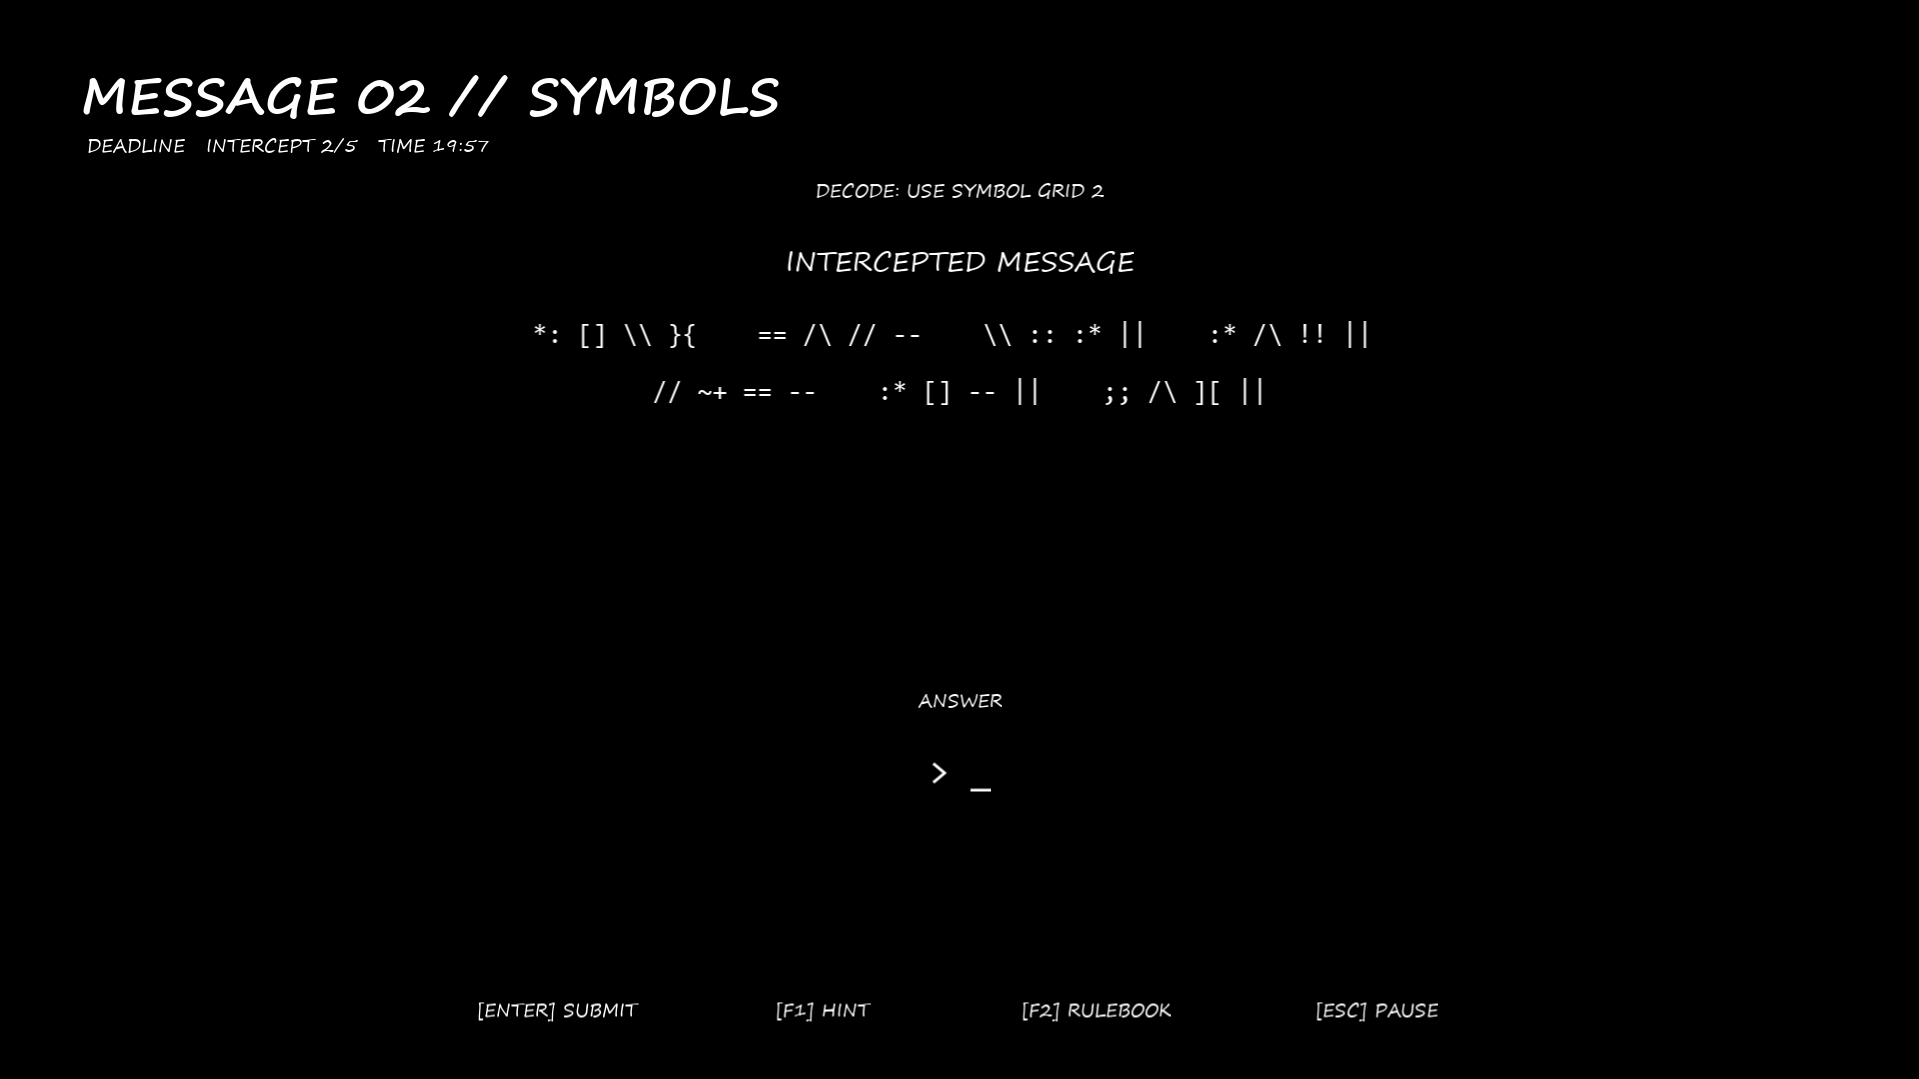 MESSAGE 02 // SYMBOLS
DEADLINE INTERCEPT 2/5 TIME 19:57
DECODE: USE SYMBOL GRID 2
INTERCEPTED MESSAGE
*: [] \\ }{    == /\ // --    \\ :: :* ||    :* /\ !! ||
// ~+ == --    :* [] -- ||    ;; /\ ][ ||
ANSWER
> _
[ENTER] SUBMIT [F1] HINT [F2] RULEBOOK [ESC] PAUSE